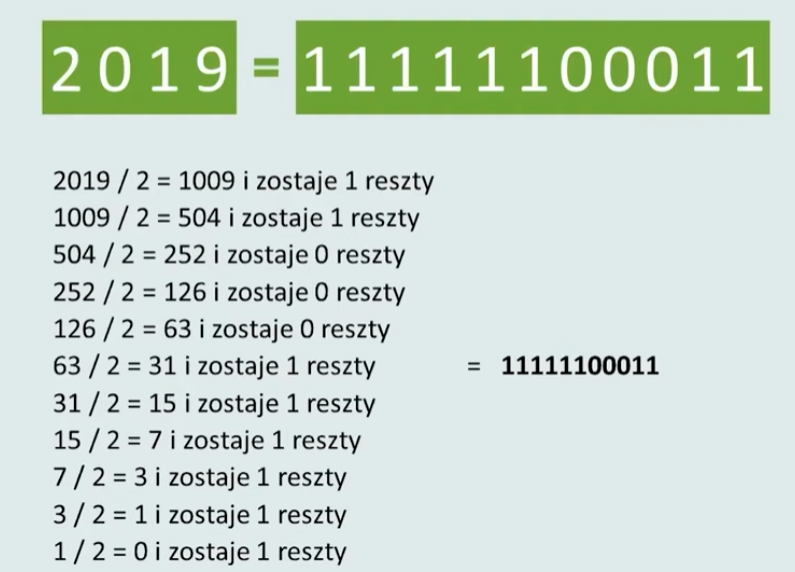 2019 = 11111100011
2019 / 2 = 1009 i zostaje 1 reszty
1009 / 2 = 504 i zostaje 1 reszty
504 / 2 = 252 i zostaje 0 reszty
252 / 2 = 126 i zostaje 0 reszty
126 / 2 = 63 i zostaje 0 reszty
63 / 2 = 31 i zostaje 1 reszty = 11111100011
31 / 2 = 15 i zostaje 1 reszty
15 / 2 = 7 i zostaje 1 reszty
7 / 2 = 3 i zostaje 1 reszty
3 / 2 = 1 i zostaje 1 reszty
1 / 2 = 0 i zostaje 1 reszty